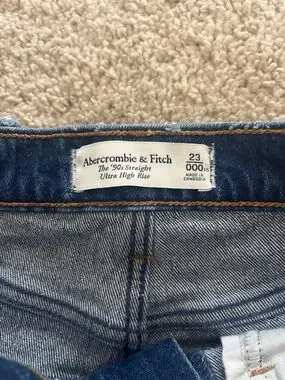 Abercrombie & Fitch
The '90s Straight
Ultra High Rise
23
000
MADE IN
CAMBODIA